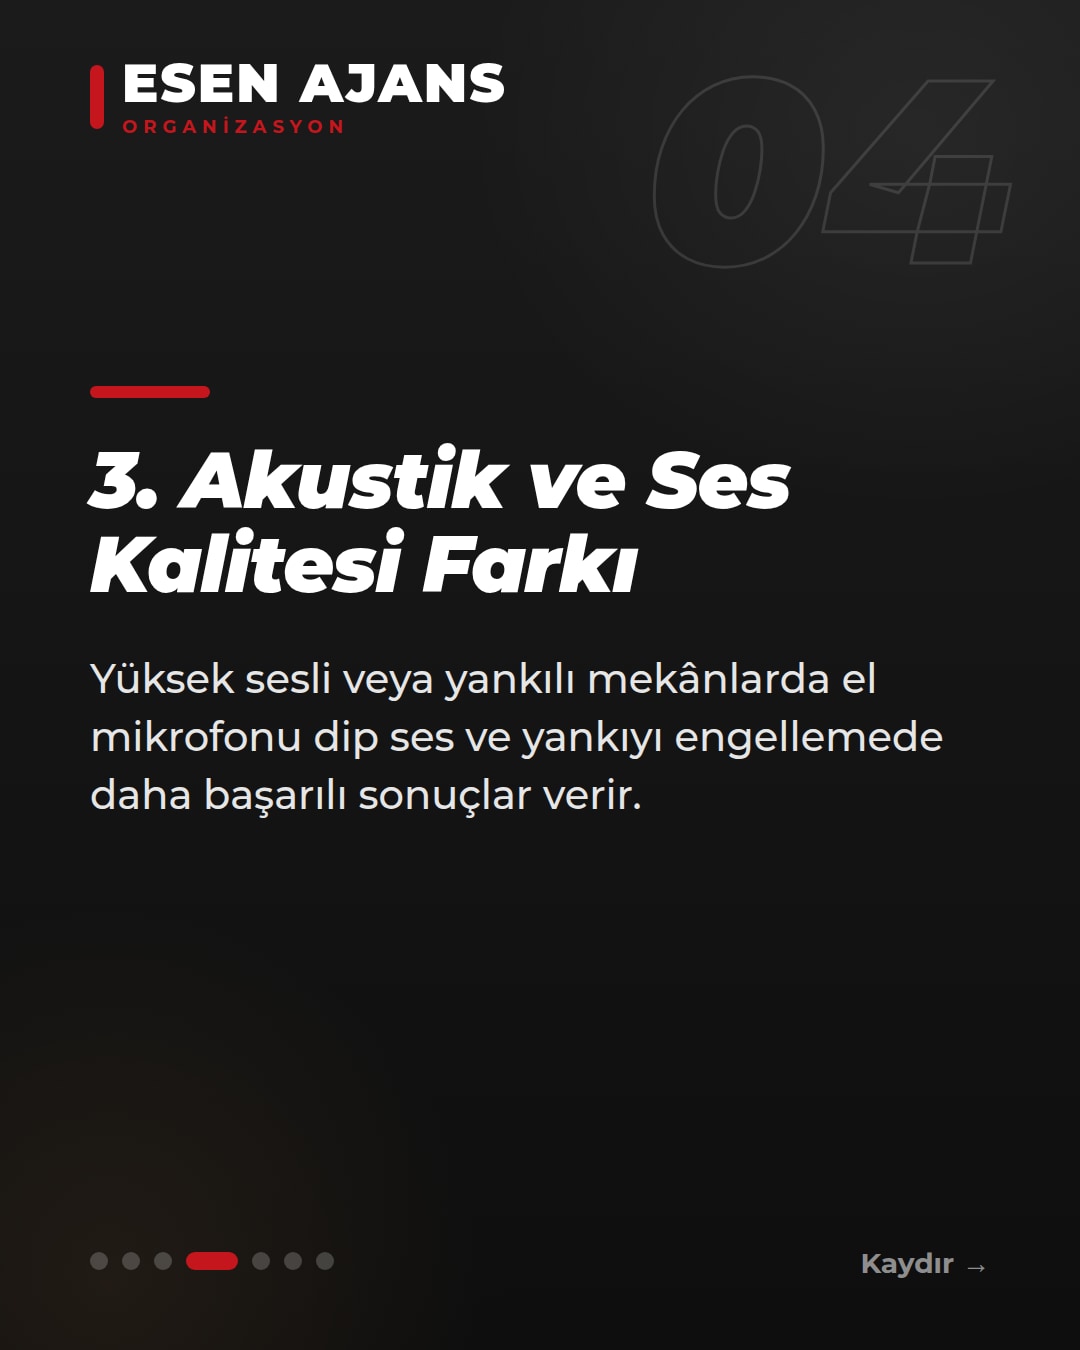 ESEN AJANS
ORGANİZASYON
04
3. Akustik ve Ses
Kalitesi Farkı
Yüksek sesli veya yankılı mekânlarda el
mikrofonu dip ses ve yankıyı engellemede
daha başarılı sonuçlar verir.
Kaydır →